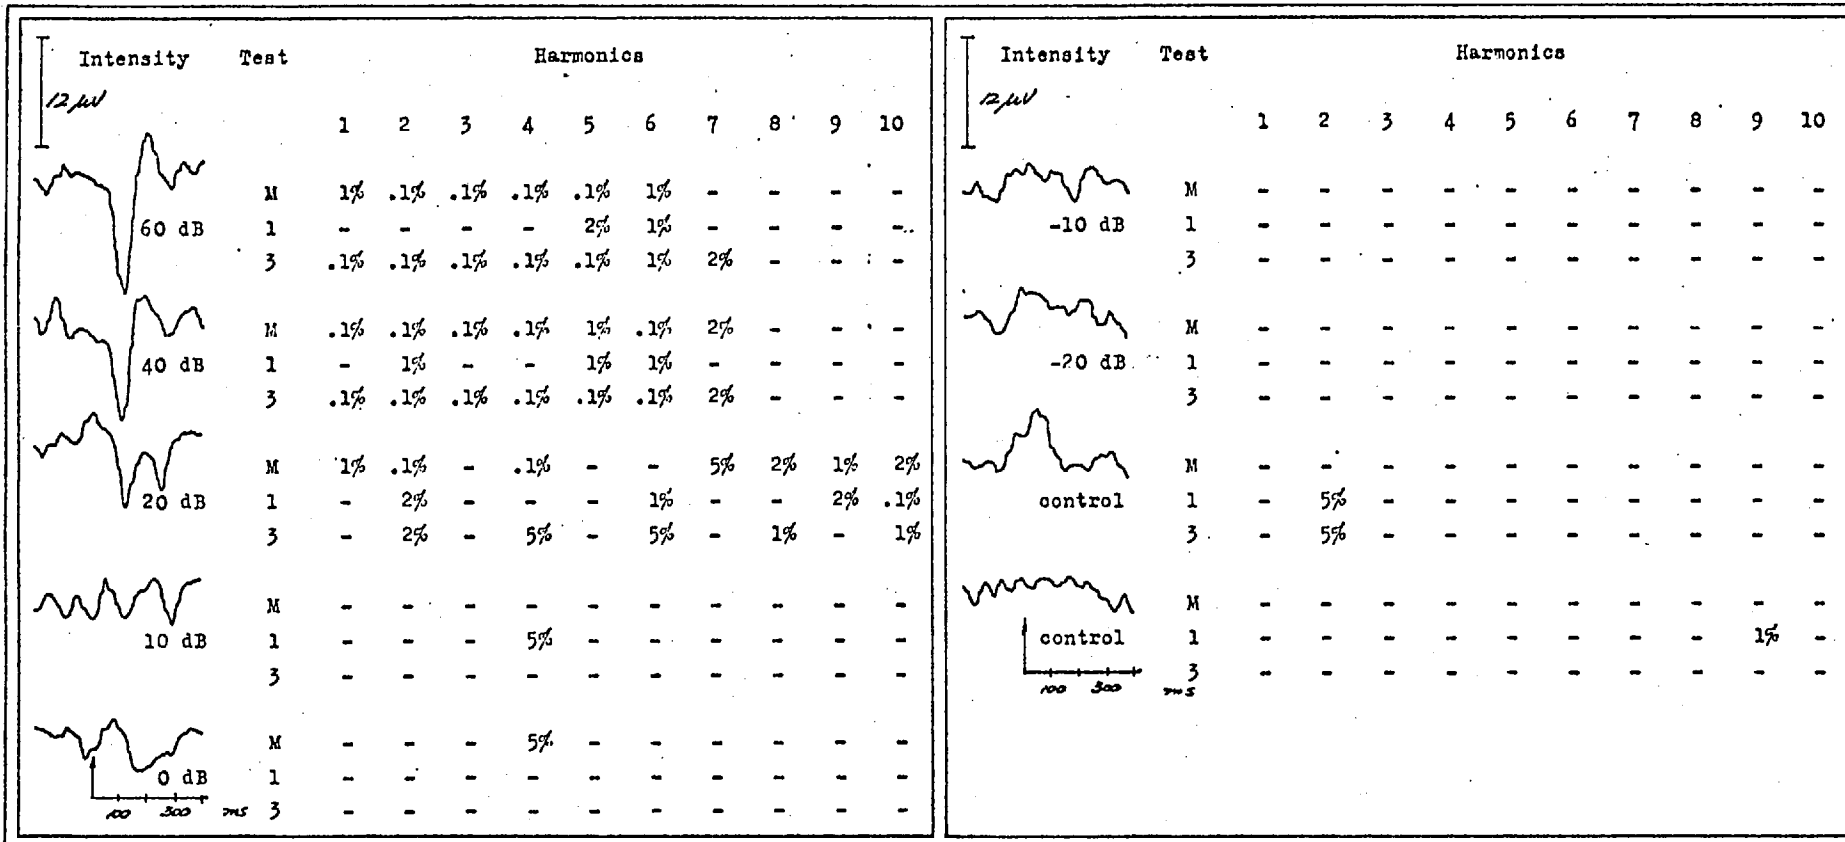 Intensity Test Harmonics
12 µV
1 2 3 4 5 6 7 8 9 10
M 1% .1% .1% .1% .1% 1% - - - -
60 dB 1 - - - - 2% 1% - - - -
3 .1% .1% .1% .1% .1% 1% 2% - - -
M .1% .1% .1% .1% 1% .1% 2% - - -
40 dB 1 - 1% - - 1% 1% - - - -
3 .1% .1% .1% .1% .1% .1% 2% - - -
M 1% .1% - .1% - - 5% 2% 1% 2%
20 dB 1 - 2% - - - 1% - - 2% .1%
3 - 2% - 5% - 5% - 1% - 1%
M - - - - - - - - - -
10 dB 1 - - - 5% - - - - - -
3 - - - - - - - - - -
M - - - 5% - - - - - -
0 dB 1 - - - - - - - - - -
100 300 ms 3 - - - - - - - - - -
Intensity Test Harmonics
12 µV
1 2 3 4 5 6 7 8 9 10
M - - - - - - - - - -
-10 dB 1 - - - - - - - - - -
3 - - - - - - - - - -
M - - - - - - - - - -
-20 dB 1 - - - - - - - - - -
3 - - - - - - - - - -
M - - - - - - - - - -
control 1 - 5% - - - - - - - -
3 - 5% - - - - - - - -
M - - - - - - - - - -
control 1 - - - - - - - - 1% -
3 - - - - - - - - - -
100 300 ms